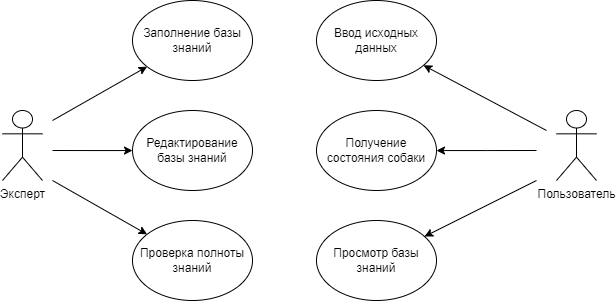 Заполнение базы
знаний
Ввод исходных
данных
Редактирование
базы знаний
Получение
состояния собаки
Эксперт
Пользователь
Проверка полноты
знаний
Просмотр базы
знаний